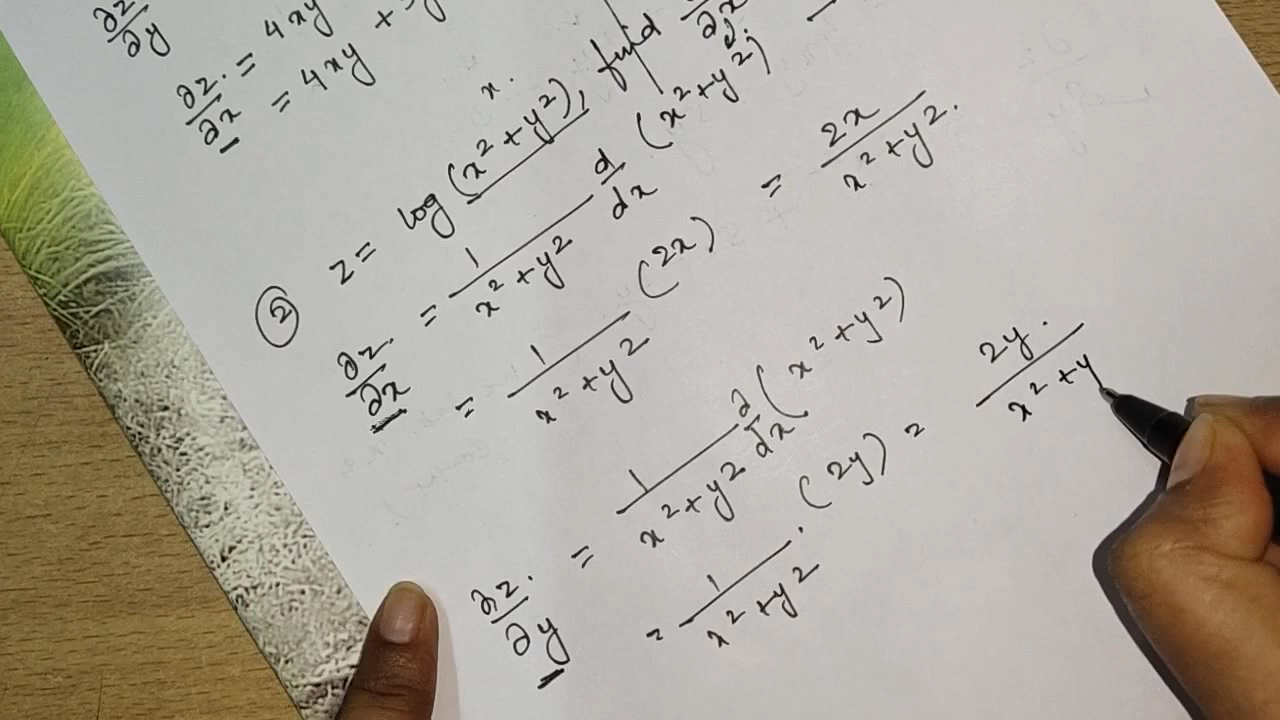 ∂z/∂y
∂z/∂x = 4xy
= 4xy +
② z = log (x² + y²), find
∂z/∂x = 1/(x² + y²) d/dx (x² + y²)
= 1/(x² + y²) (2x) = 2x/(x² + y²).
∂z/∂y = 1/(x² + y²) ∂/dx (x² + y²)
= 1/(x² + y²) · (2y) = 2y/(x² + y